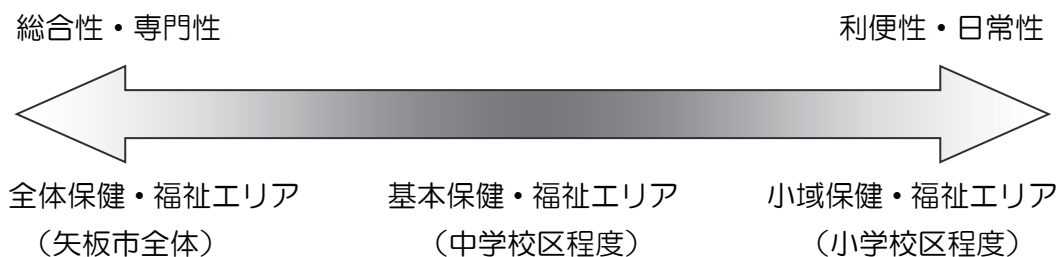 総合性・専門性
利便性・日常性
全体保健・福祉エリア
基本保健・福祉エリア
小域保健・福祉エリア
（矢板市全体）
（中学校区程度）
（小学校区程度）